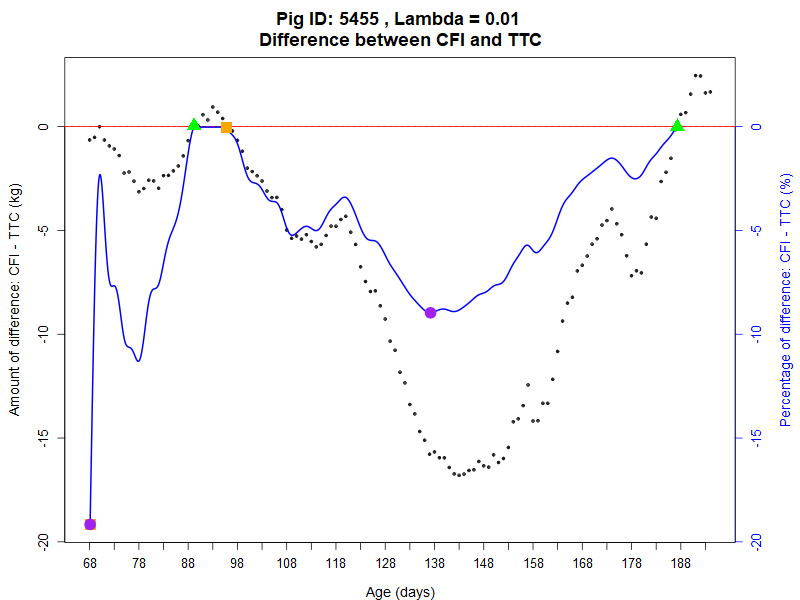 Pig ID: 5455 , Lambda = 0.01
Difference between CFI and TTC
Amount of difference: CFI - TTC (kg)
0
-5
-10
-15
-20
68 78 88 98 108 118 128 138 148 158 168 178 188
Age (days)
0
-5
-10
-15
-20
Percentage of difference: CFI - TTC (%)